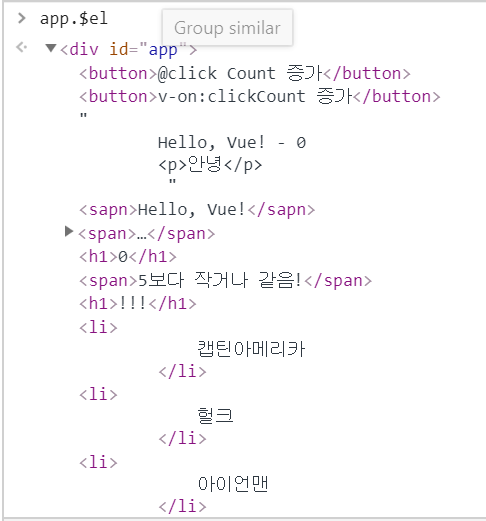 > app.$el
Group similar
<div id="app">
<button>@click Count 증가</button>
<button>v-on:clickCount 증가</button>
"
Hello, Vue! - 0
<p>안녕</p>
"
<sapn>Hello, Vue!</sapn>
<span>…</span>
<h1>0</h1>
<span>5보다 작거나 같음!</span>
<h1>!!!</h1>
<li>
캡틴아메리카
</li>
<li>
헐크
</li>
<li>
아이언맨
</li>